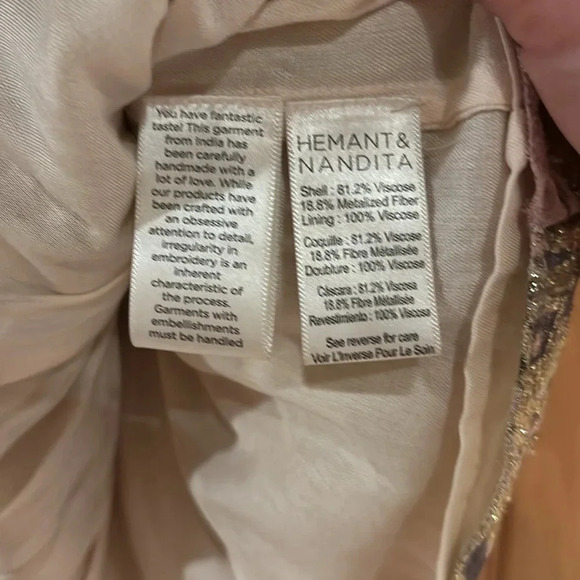 You have fantastic
taste! This garment
from India has
been carefully
handmade with a
lot of love. While
our products have
been crafted with
an obsessive
attention to detail,
irregularity in
embroidery is an
inherent
characteristic of
the process.
Garments with
embellishments
must be handled
HEMANT &
NANDITA
Shell : 81.2% Viscose
18.8% Metalized Fiber
Lining : 100% Viscose
Coquille : 81.2% Viscose
18.8% Fibre Métallisée
Doublure : 100% Viscose
Cáscara : 81.2% Viscose
18.8% Fibra Metalizada
Revestimiento : 100% Viscosa
See reverse for care
Voir L'inverse Pour Le Soin